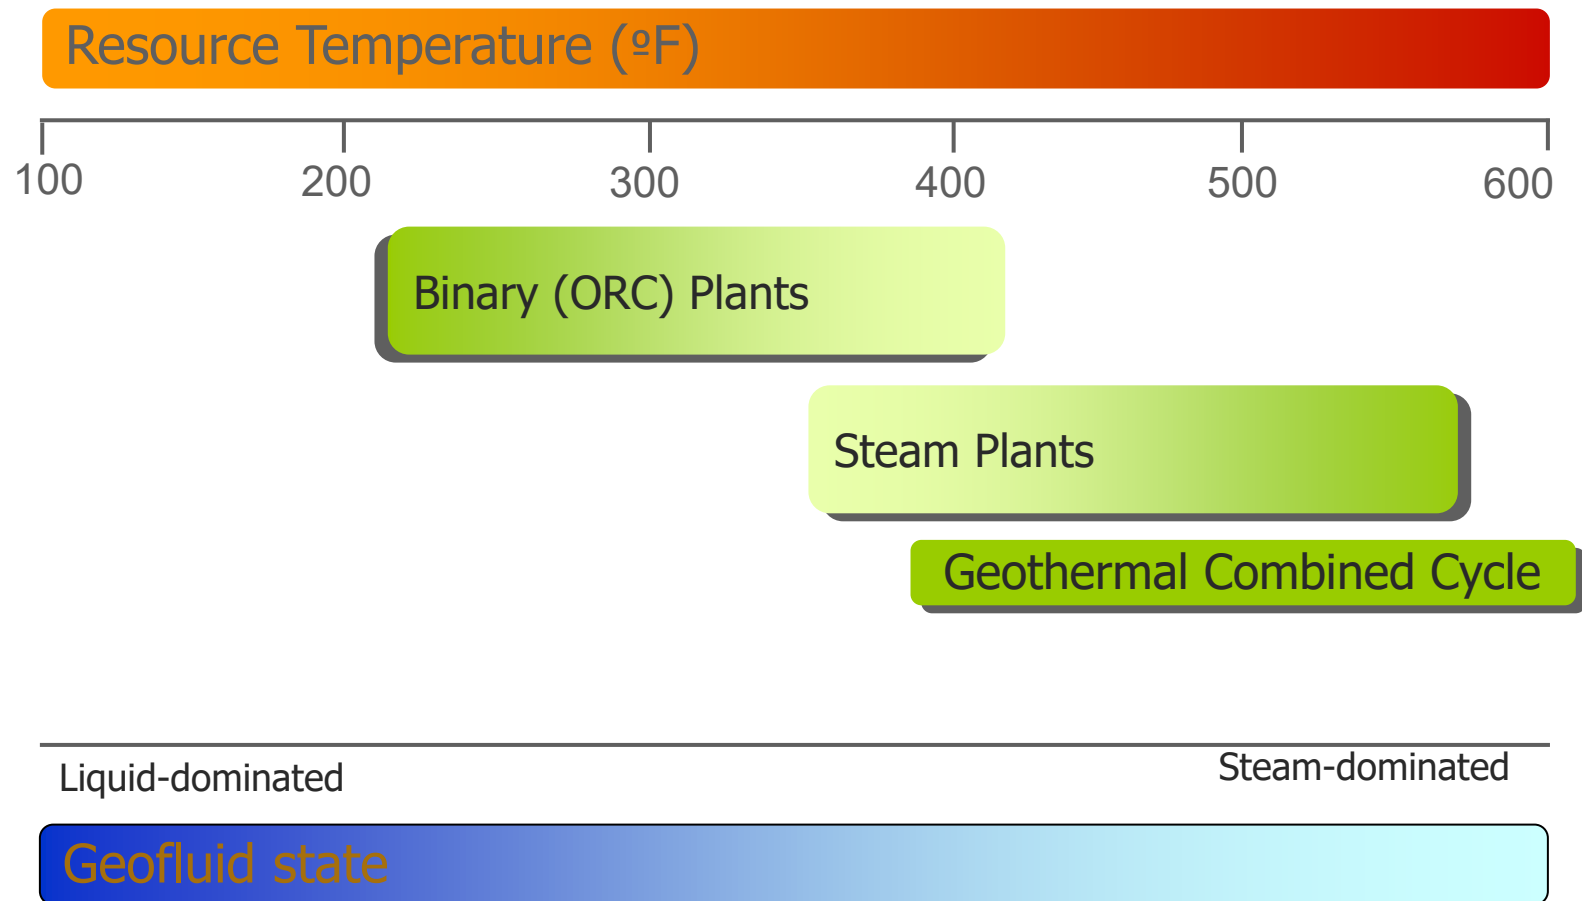 Resource Temperature (ºF)
100 200 300 400 500 600
Binary (ORC) Plants
Steam Plants
Geothermal Combined Cycle
Liquid-dominated Steam-dominated
Geofluid state